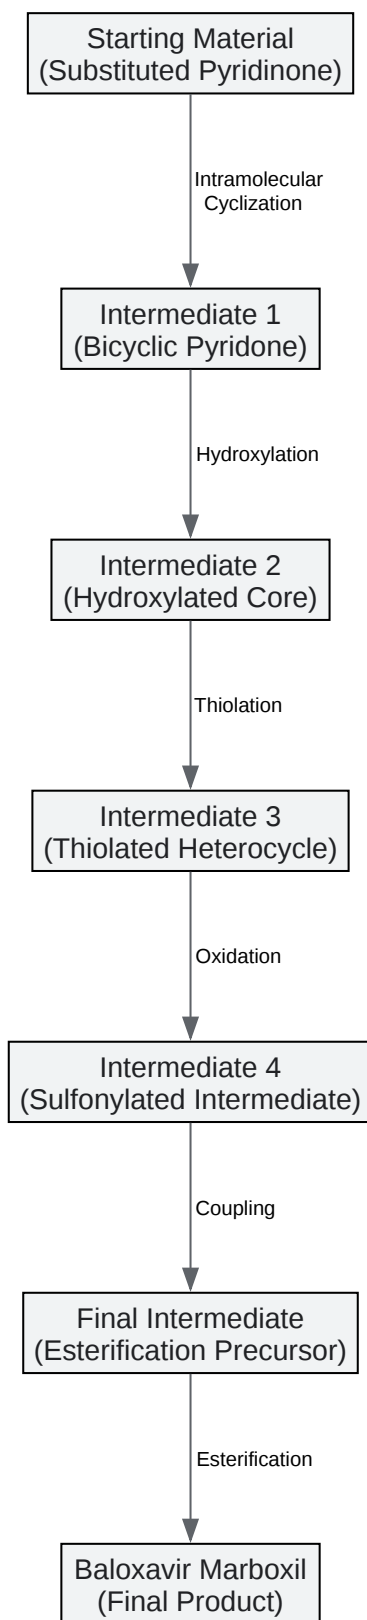 Starting Material
(Substituted Pyridinone)
Intramolecular
Cyclization
Intermediate 1
(Bicyclic Pyridone)
Hydroxylation
Intermediate 2
(Hydroxylated Core)
Thiolation
Intermediate 3
(Thiolated Heterocycle)
Oxidation
Intermediate 4
(Sulfonylated Intermediate)
Coupling
Final Intermediate
(Esterification Precursor)
Esterification
Baloxavir Marboxil
(Final Product)